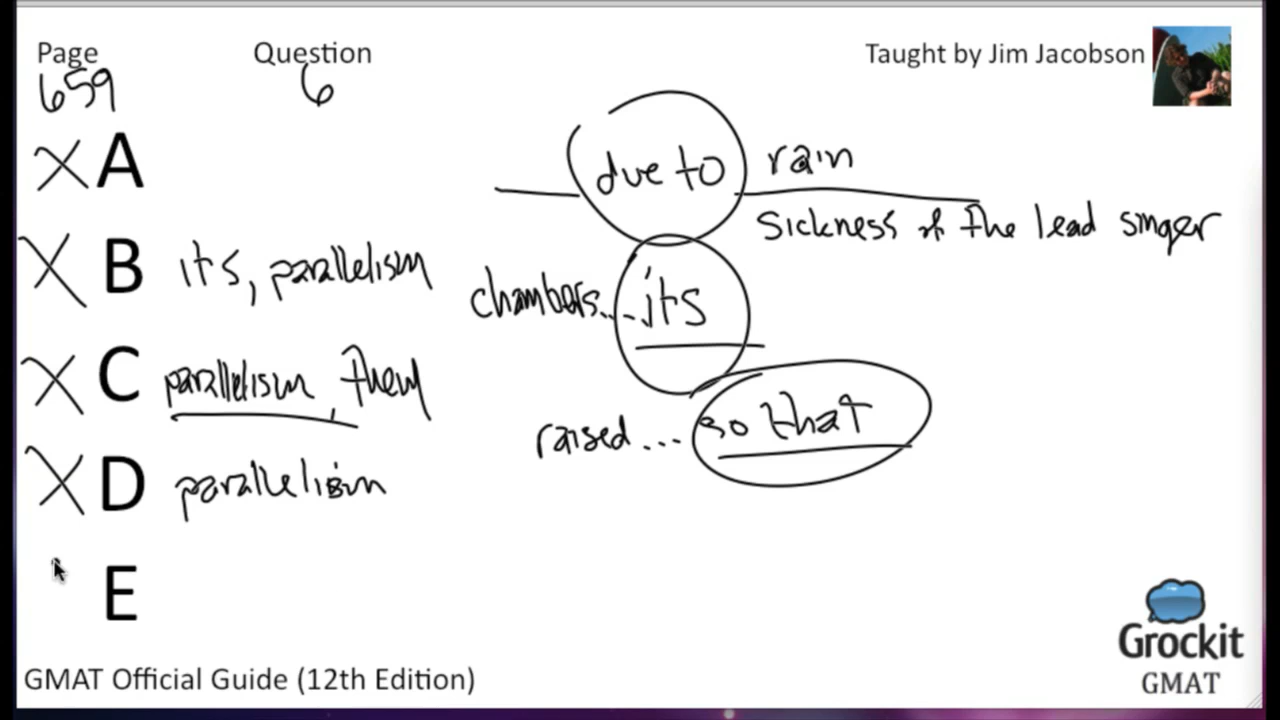 Page Question Taught by Jim Jacobson
659 6
X A
due to rain
sickness of the lead singer
X B its, parallelism
chambers... its
X C parallelism, them
raised... so that
X D parallelism
E
Grockit
GMAT
GMAT Official Guide (12th Edition)